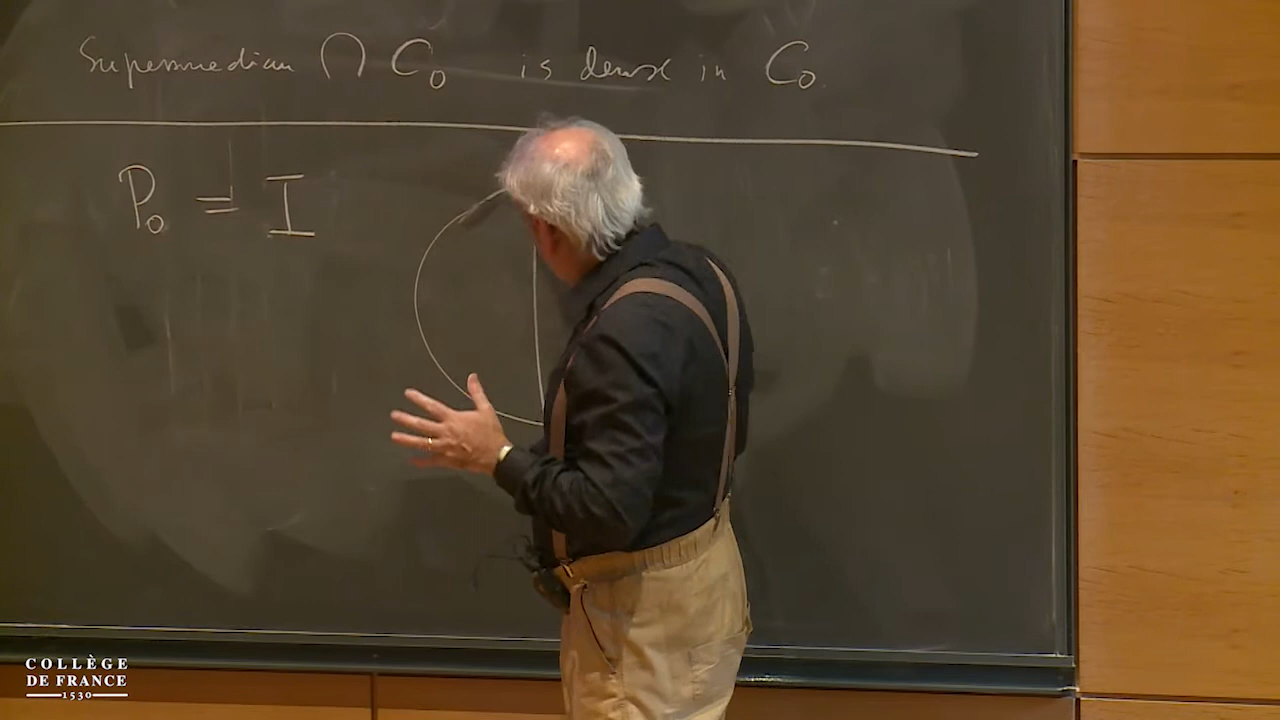 Supermedian ∩ C₀ is dense in C₀.
P₀ = I
COLLÈGE
DE FRANCE
1530